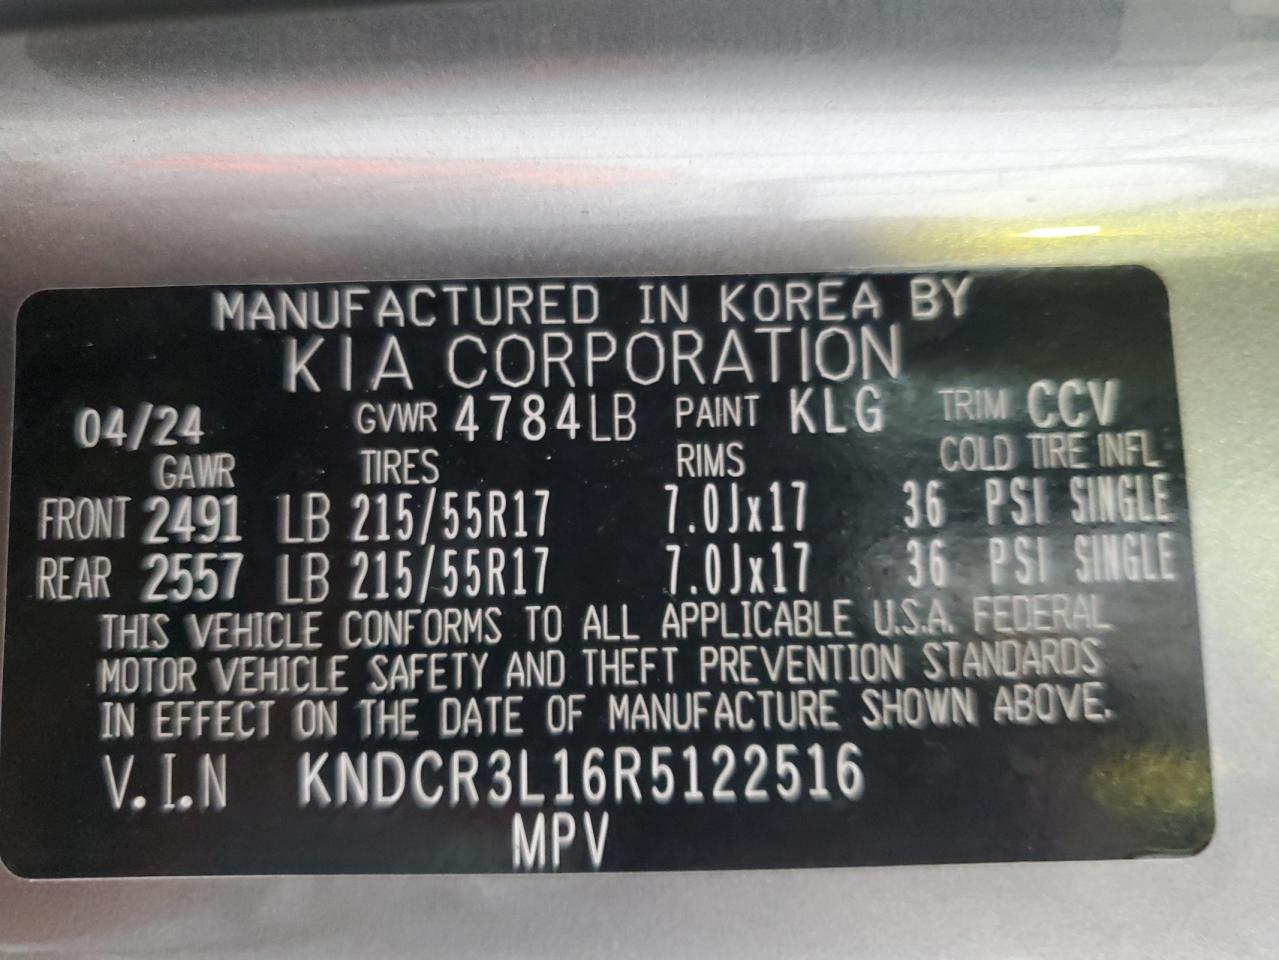 MANUFACTURED IN KOREA BY
KIA CORPORATION
04/24 GVWR 4784LB PAINT KLG TRIM CCV
GAWR TIRES RIMS COLD TIRE INFL
FRONT 2491 LB 215/55R17 7.0Jx17 36 PSI SINGLE
REAR 2557 LB 215/55R17 7.0Jx17 36 PSI SINGLE
THIS VEHICLE CONFORMS TO ALL APPLICABLE U.S.A. FEDERAL
MOTOR VEHICLE SAFETY AND THEFT PREVENTION STANDARDS
IN EFFECT ON THE DATE OF MANUFACTURE SHOWN ABOVE.
V.I.N KNDCR3L16R5122516
MPV